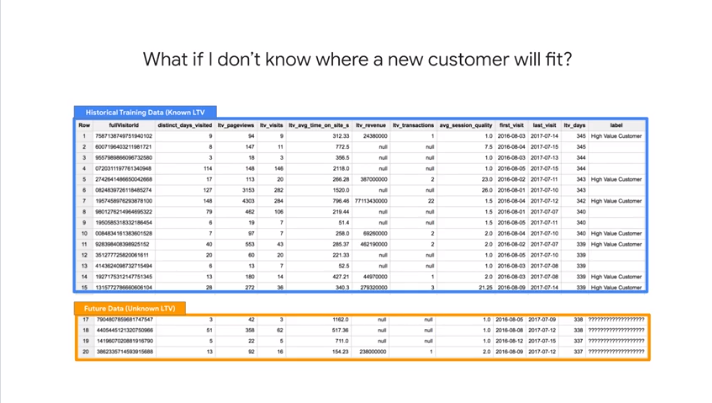 What if I don't know where a new customer will fit?
Historical Training Data (Known LTV
Row fullVisitorId distinct_days_visited ltv_pageviews ltv_visits ltv_avg_time_on_site_s ltv_revenue ltv_transactions avg_session_quality first_visit last_visit ltv_days label
1 7587138749751940102 9 94 9 312.33 24380000 1 1.0 2016-08-03 2017-07-14 345 High Value Customer
2 6007198403211981721 8 147 11 772.5 null null 7.5 2016-08-04 2017-07-15 345
3 9557989866096732560 3 18 3 356.5 null null 1.0 2016-08-03 2017-07-13 344
4 0720311197761340948 114 148 146 2118.0 null null 1.0 2016-08-05 2017-07-15 344
5 2742841486650042668 17 113 20 266.28 387000000 2 23.0 2016-08-02 2017-07-11 343 High Value Customer
6 0824839726118485274 127 3153 282 1520.0 null null 26.0 2016-08-01 2017-07-10 343
7 1957458976293878100 148 4303 284 796.46 77113430000 22 1.5 2016-08-04 2017-07-12 342 High Value Customer
8 9801278214964695322 79 462 106 219.44 null null 1.5 2016-08-01 2017-07-07 340
9 1950585318332186454 6 19 7 51.4 null null 1.5 2016-08-05 2017-07-11 340
10 0084834161383601528 7 97 7 258.0 69260000 2 2.0 2016-08-04 2017-07-10 340 High Value Customer
11 928398408398925152 40 553 43 285.37 462190000 2 2.0 2016-08-02 2017-07-07 339 High Value Customer
12 351277725820061611 20 60 20 221.33 null null 1.0 2016-08-05 2017-07-10 339
13 4143624098732715494 6 13 7 52.5 null null 1.0 2016-08-03 2017-07-08 339
14 1927175312147751345 13 180 14 427.21 44970000 1 2.0 2016-08-01 2017-07-06 339 High Value Customer
15 1315772786660606104 28 272 36 340.3 279320000 3 21.25 2016-08-09 2017-07-14 339 High Value Customer
Future Data (Unknown LTV)
17 7904807859681747547 3 42 3 1162.0 null null 1.0 2016-08-05 2017-07-09 338 ???????????????????
18 4405445121320750966 51 358 62 517.36 null null 1.0 2016-08-08 2017-07-12 338 ???????????????????
19 1419607020881916790 5 22 5 711.0 null null 1.0 2016-08-12 2017-07-15 337 ???????????????????
20 3862335714593915688 13 92 16 154.23 238000000 1 2.0 2016-08-09 2017-07-12 337 ???????????????????